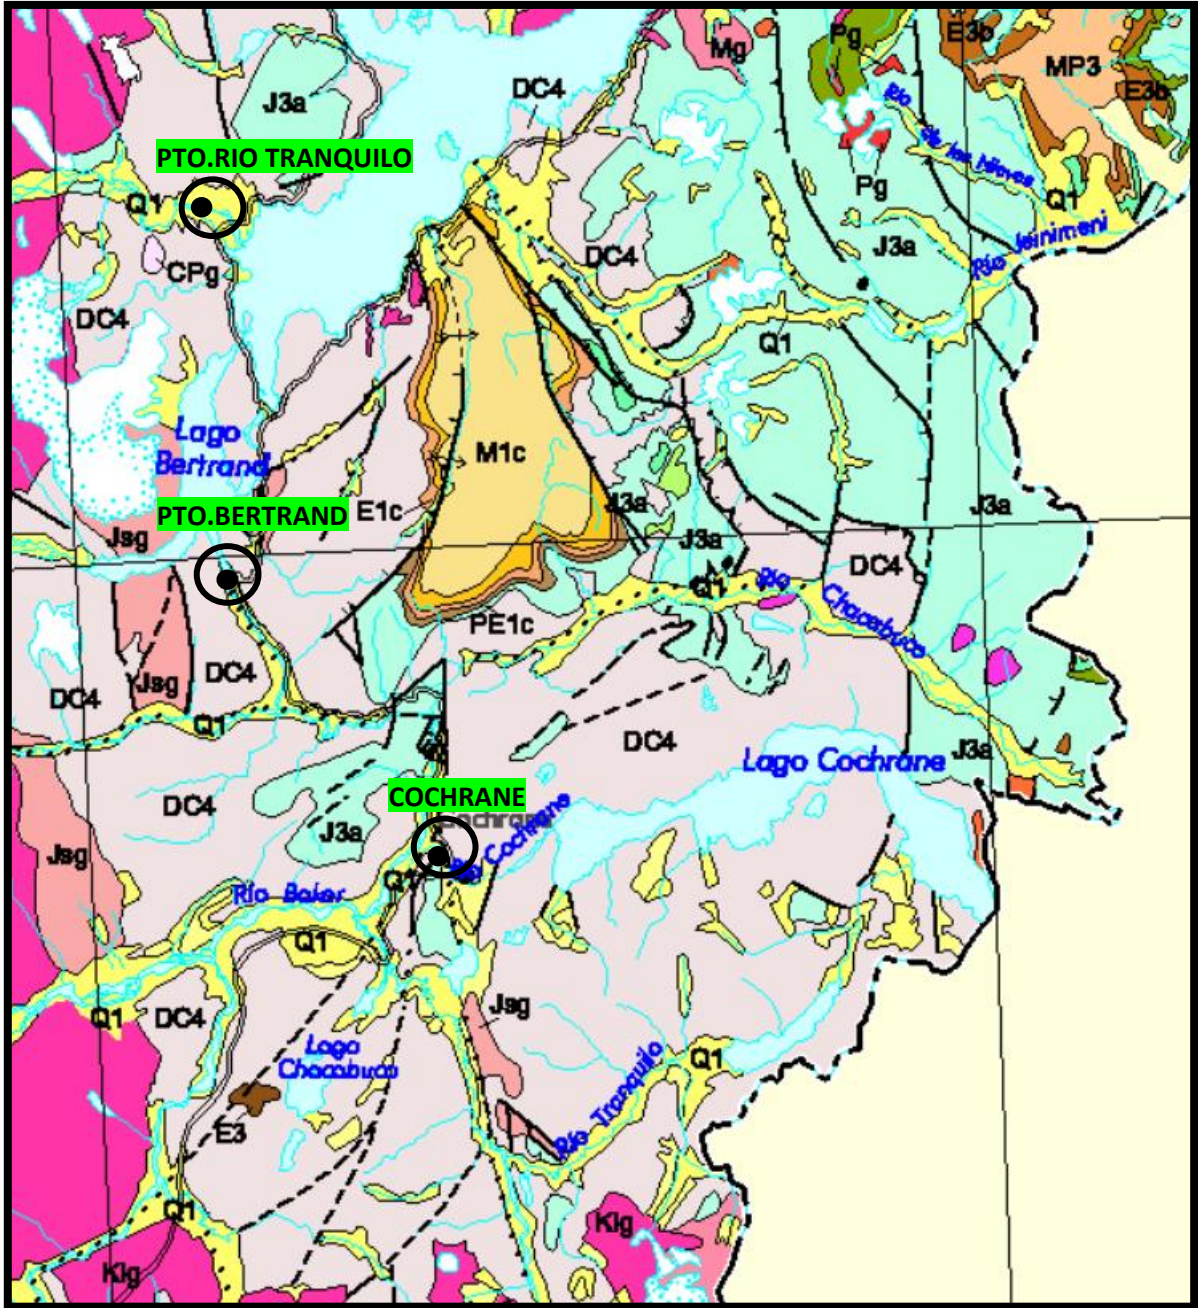 Pg
E3b
Mg
MP3
DC4
E3b
J3a
Río
de los Nieves
PTO.RIO TRANQUILO
Pg
Q1
Q1
J3a
Río Jeinimeni
DC4
CPg
DC4
Q1
Lago
Bertrand
M1c
J3a
J3a
PTO.BERTRAND
E1c
Jsg
J3a
DC4
Q1
Río
Chacabuco
PE1c
DC4
Jsg
DC4
Q1
DC4
Lago Cochrane
J3a
DC4
COCHRANE
Cochrane
J3a
Río Cochrane
Jsg
Q1
Río Baker
Q1
Jsg
Q1
DC4
Lago
Chacabuco
Q1
Río Tranquilo
E3
Q1
Klg
Klg